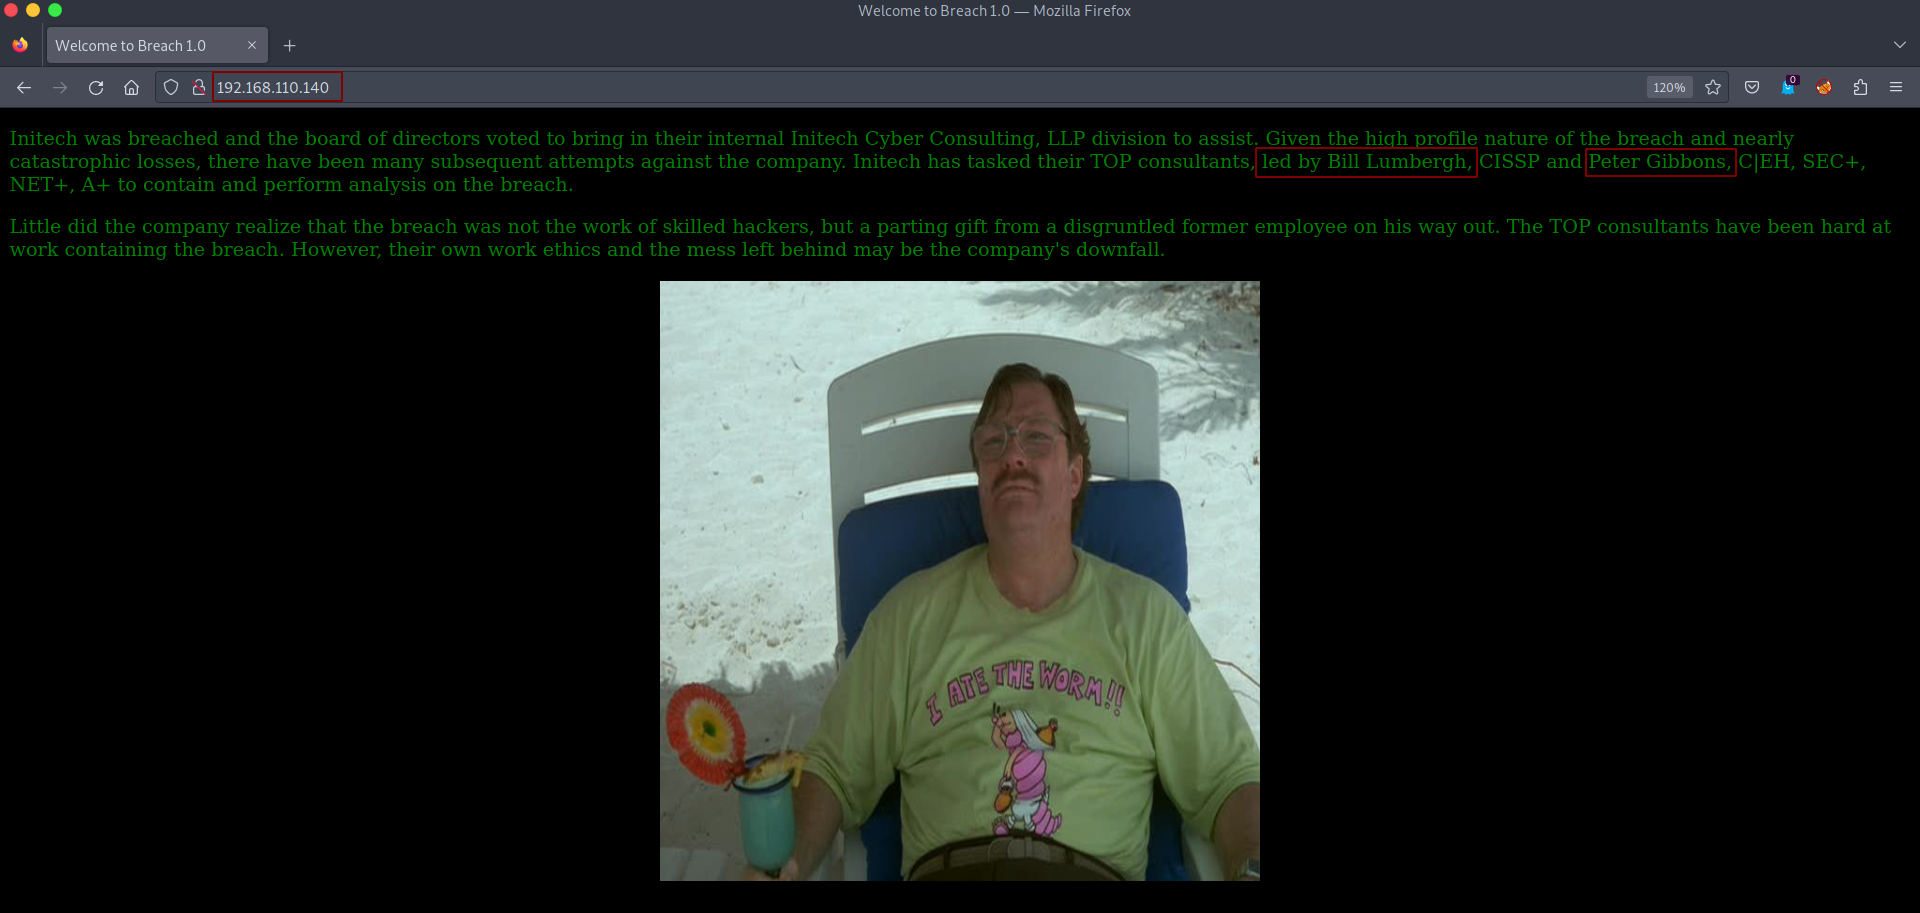 Welcome to Breach 1.0 — Mozilla Firefox
Welcome to Breach 1.0
192.168.110.140
120%
0
Initech was breached and the board of directors voted to bring in their internal Initech Cyber Consulting, LLP division to assist. Given the high profile nature of the breach and nearly
catastrophic losses, there have been many subsequent attempts against the company. Initech has tasked their TOP consultants, led by Bill Lumbergh, CISSP and Peter Gibbons, C|EH, SEC+,
NET+, A+ to contain and perform analysis on the breach.
Little did the company realize that the breach was not the work of skilled hackers, but a parting gift from a disgruntled former employee on his way out. The TOP consultants have been hard at
work containing the breach. However, their own work ethics and the mess left behind may be the company's downfall.
I ATE THE WORM!!